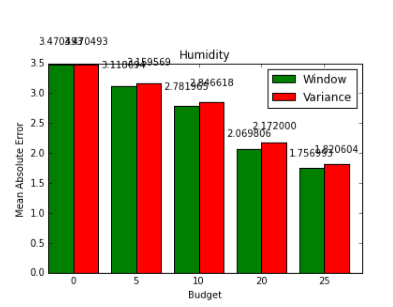 3.470493 3.470493
Humidity
3.118694 3.159569
2.781965 2.846618
2.069806 2.172000
1.756993 1.820604
Window
Variance
Mean Absolute Error
3.5
3.0
2.5
2.0
1.5
1.0
0.5
0.0
0 5 10 20 25
Budget